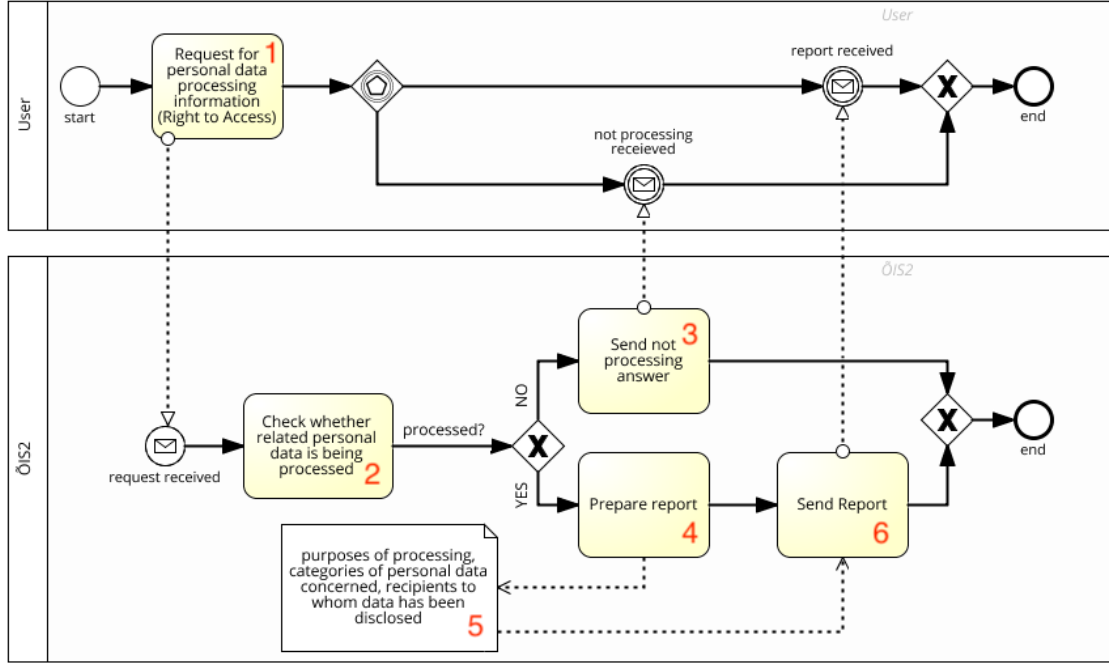 User
User
start
Request for
personal data
processing
information
(Right to Access)
1
report received
end
not processing
receieved
ÕIS2
ÕIS2
request received
Check whether
related personal
data is being
processed
2
processed?
NO
YES
Send not
processing
answer
3
Prepare report
4
Send Report
6
end
purposes of processing,
categories of personal data
concerned, recipients to
whom data has been
disclosed
5